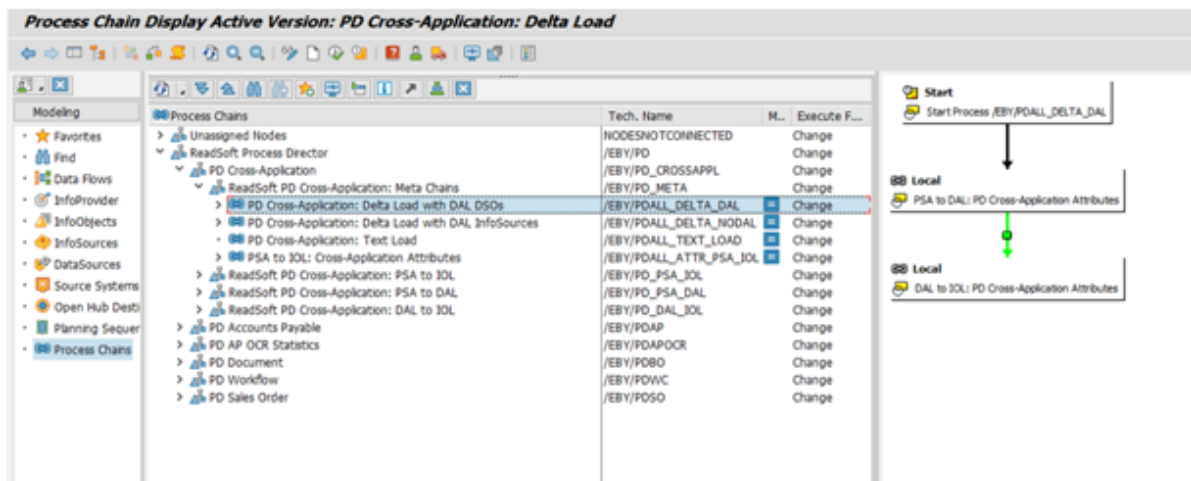 Process Chain Display Active Version: PD Cross-Application: Delta Load
Modeling
Favorites
Find
Data Flows
InfoProvider
InfoObjects
InfoSources
DataSources
Source Systems
Open Hub Desti
Planning Sequer
Process Chains
Process Chains Tech. Name M.. Execute F...
Unassigned Nodes NODESNOTCONNECTED Change
ReadSoft Process Director /EBY/PD Change
PD Cross-Application /EBY/PD_CROSSAPPL Change
ReadSoft PD Cross-Application: Meta Chains /EBY/PD_META Change
PD Cross-Application: Delta Load with DAL DSOs /EBY/PDALL_DELTA_DAL Change
PD Cross-Application: Delta Load with DAL InfoSources /EBY/PDALL_DELTA_NODAL Change
PD Cross-Application: Text Load /EBY/PDALL_TEXT_LOAD Change
PSA to IOL: Cross-Application Attributes /EBY/PDALL_ATTR_PSA_IOL Change
ReadSoft PD Cross-Application: PSA to IOL /EBY/PD_PSA_IOL Change
ReadSoft PD Cross-Application: PSA to DAL /EBY/PD_PSA_DAL Change
ReadSoft PD Cross-Application: DAL to IOL /EBY/PD_DAL_IOL Change
PD Accounts Payable /EBY/PDAP Change
PD AP OCR Statistics /EBY/PDAPOCR Change
PD Document /EBY/PDBO Change
PD Workflow /EBY/PDWC Change
PD Sales Order /EBY/PDSO Change
Start
Start Process /EBY/PDALL_DELTA_DAL
Local
PSA to DAL: PD Cross-Application Attributes
Local
DAL to IOL: PD Cross-Application Attributes